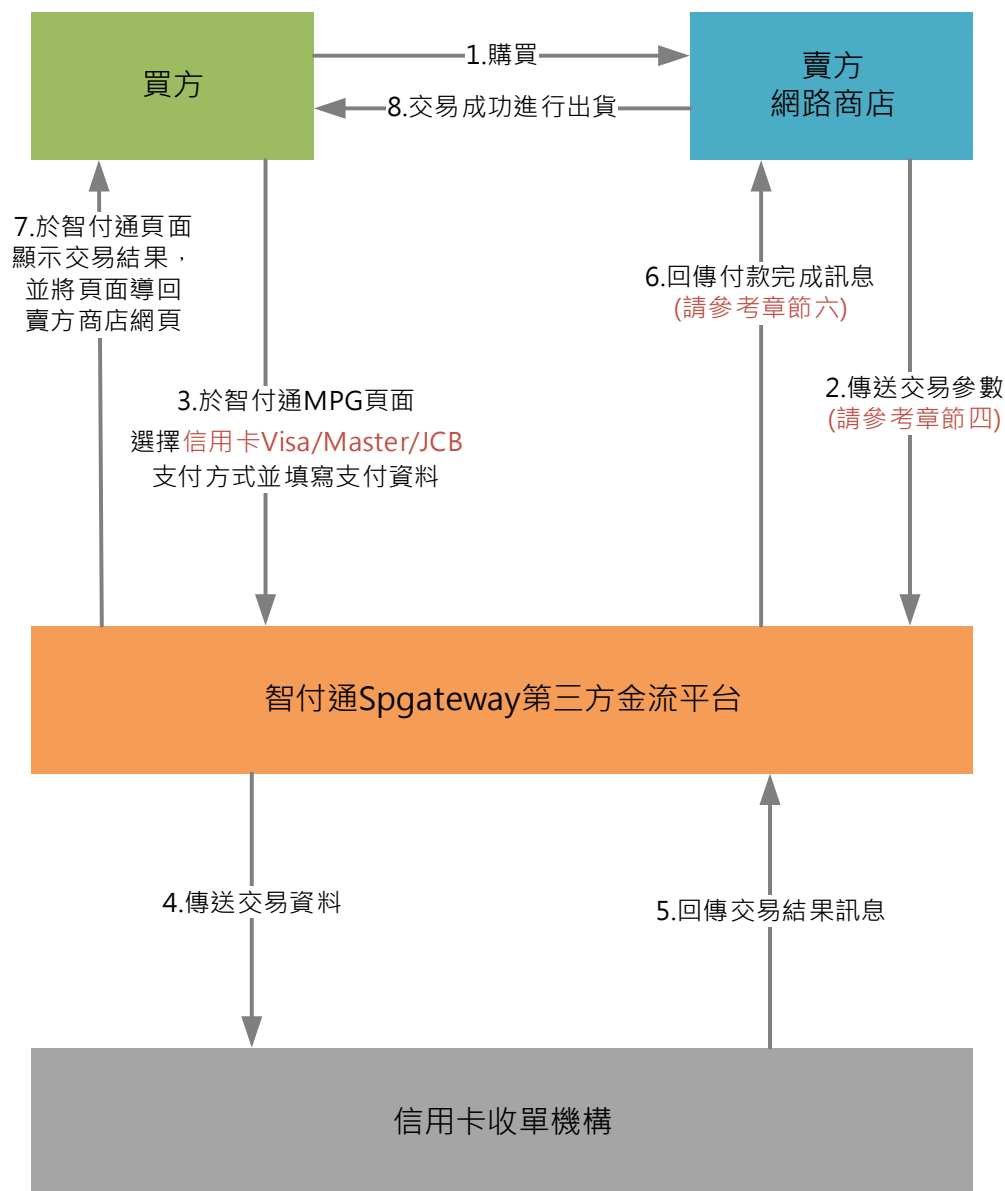 買方
1.購買
賣方
網路商店
8.交易成功進行出貨
7.於智付通頁面
顯示交易結果，
並將頁面導回
賣方商店網頁
6.回傳付款完成訊息
(請參考章節六)
3.於智付通MPG頁面
選擇信用卡Visa/Master/JCB
支付方式並填寫支付資料
2.傳送交易參數
(請參考章節四)
智付通Spgateway第三方金流平台
4.傳送交易資料
5.回傳交易結果訊息
信用卡收單機構